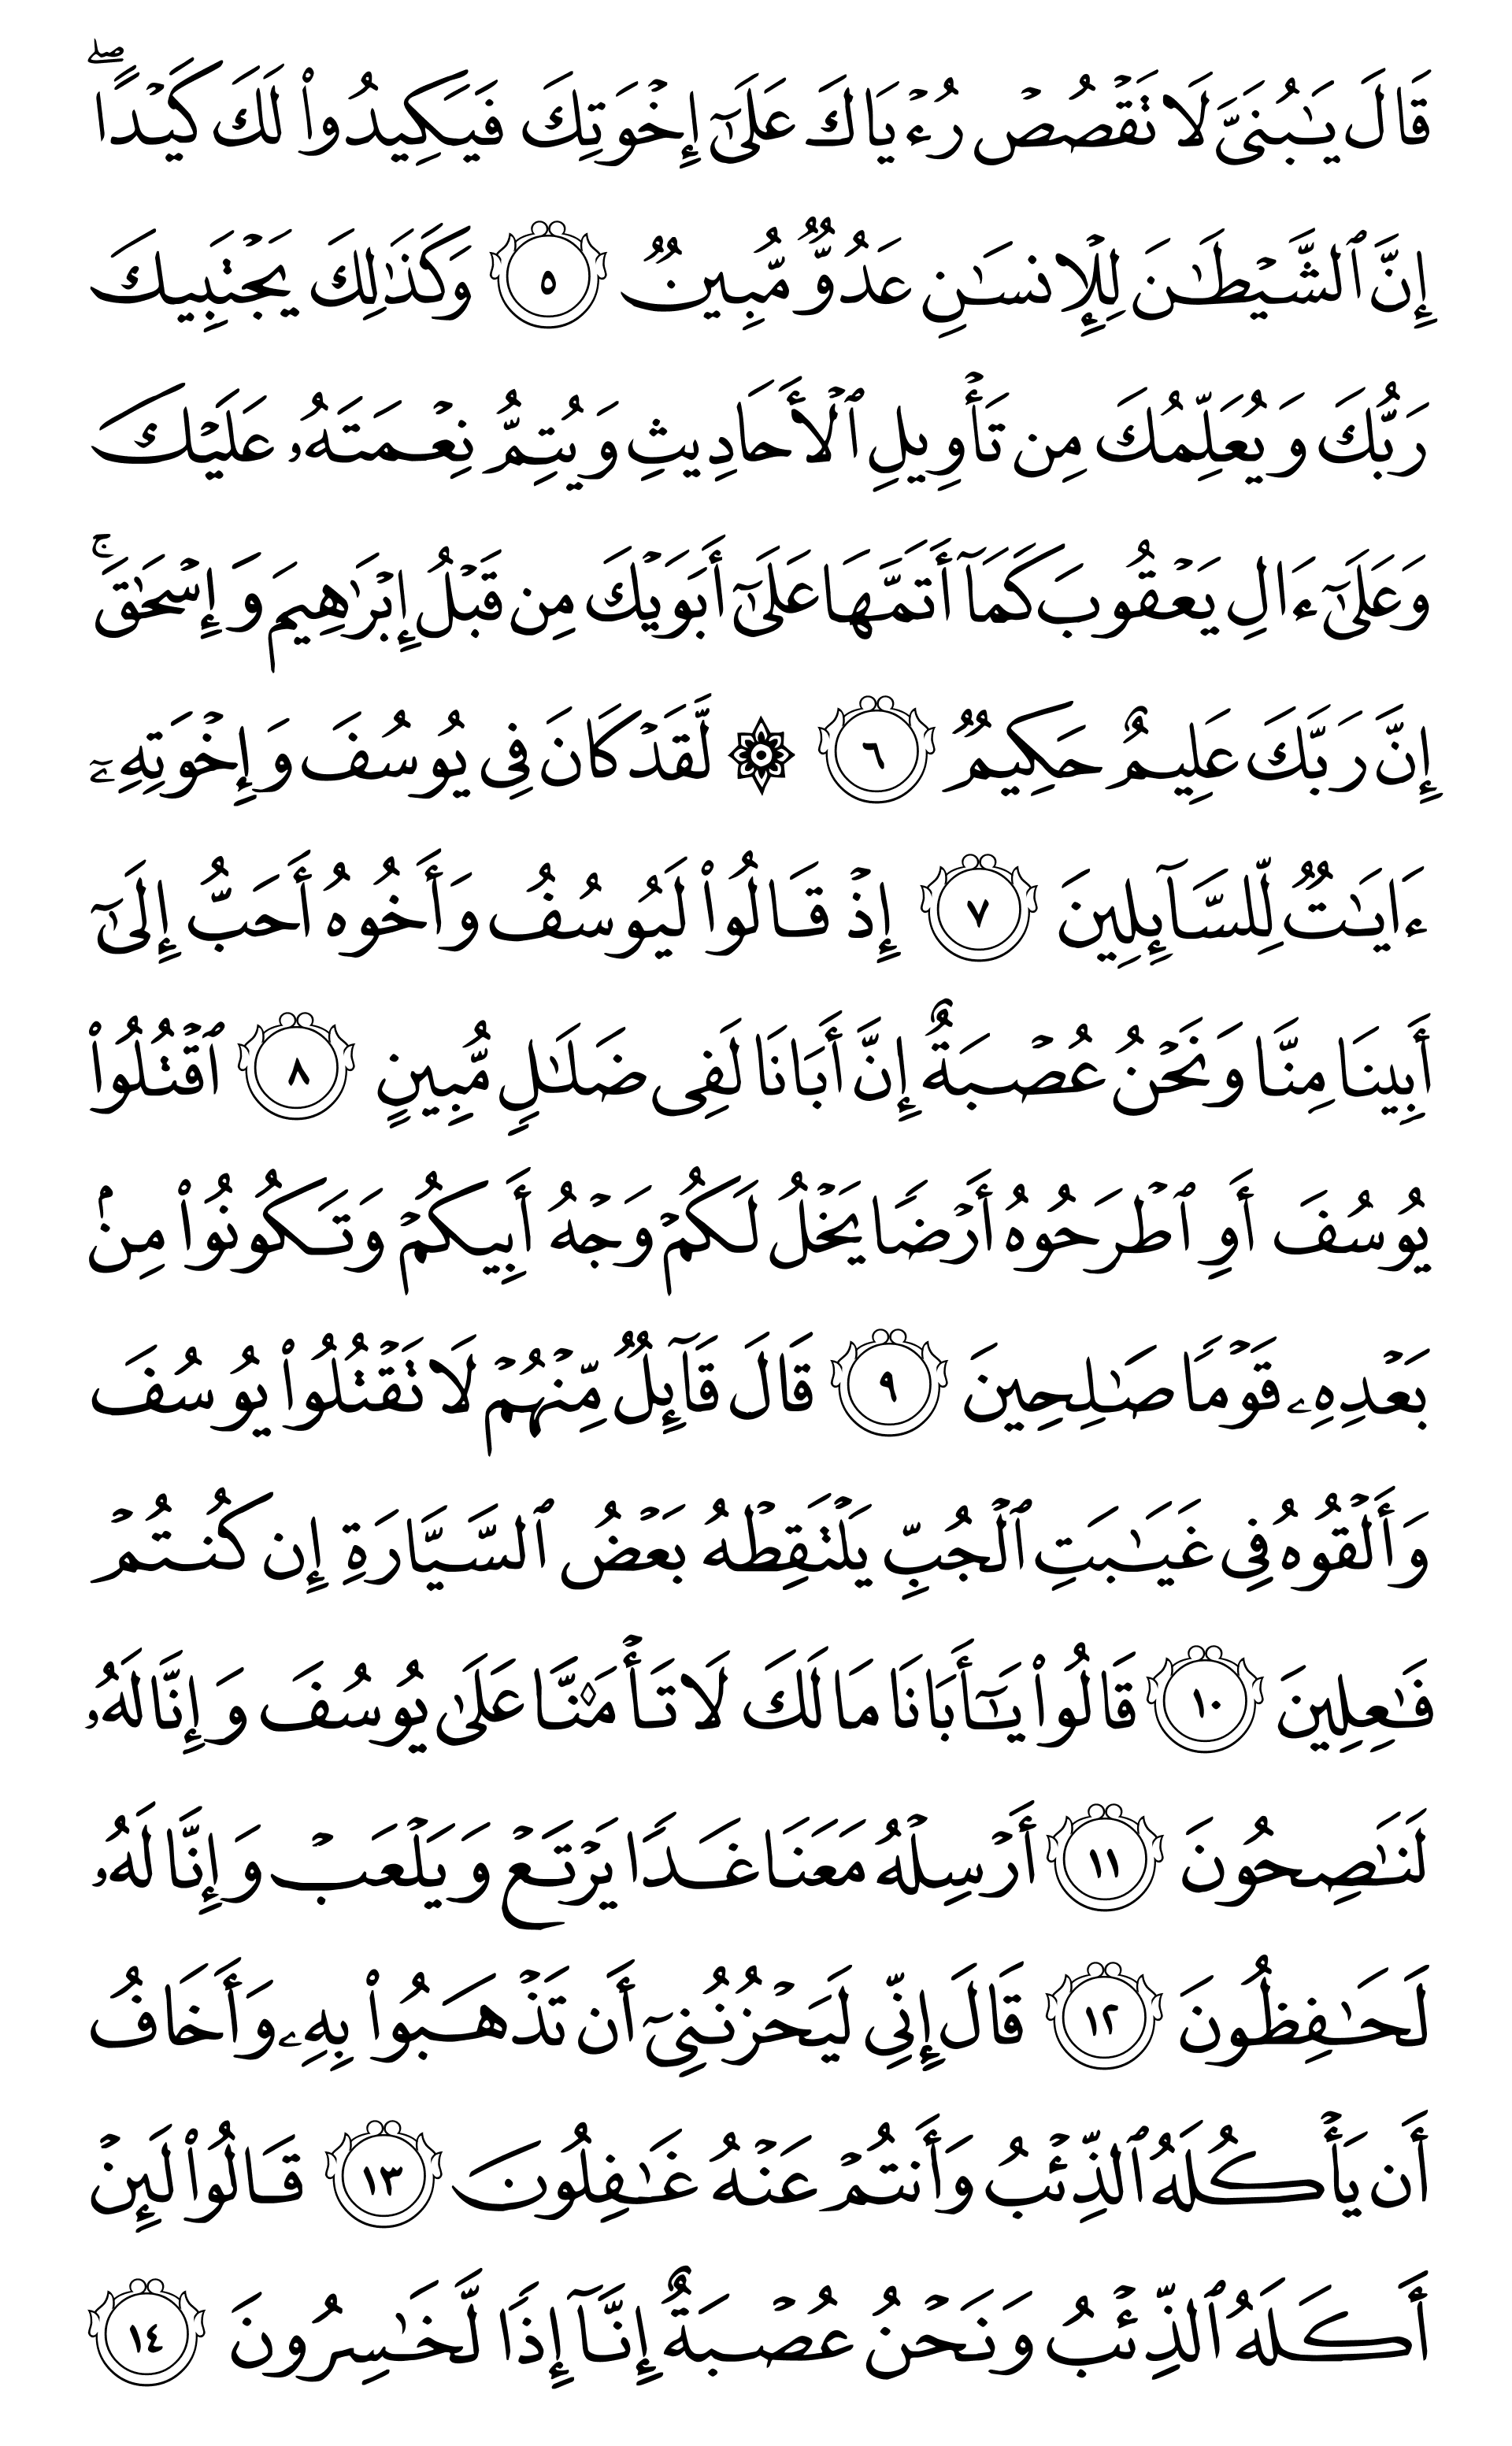 قَالَ يَـٰبُنَىَّ لَا تَقْصُصْ رُءْيَاكَ عَلَىٰٓ إِخْوَتِكَ فَيَكِيدُوا۟ لَكَ كَيْدًا ۖ
إِنَّ ٱلشَّيْطَـٰنَ لِلْإِنسَـٰنِ عَدُوٌّ مُّبِينٌ ٥ وَكَذَٰلِكَ يَجْتَبِيكَ
رَبُّكَ وَيُعَلِّمُكَ مِن تَأْوِيلِ ٱلْأَحَادِيثِ وَيُتِمُّ نِعْمَتَهُۥ عَلَيْكَ
وَعَلَىٰٓ ءَالِ يَعْقُوبَ كَمَآ أَتَمَّهَا عَلَىٰٓ أَبَوَيْكَ مِن قَبْلُ إِبْرَٰهِيمَ وَإِسْحَـٰقَ ۚ
إِنَّ رَبَّكَ عَلِيمٌ حَكِيمٌ ٦ ۞ لَّقَدْ كَانَ فِى يُوسُفَ وَإِخْوَتِهِۦٓ
ءَايَـٰتٌ لِّلسَّآئِلِينَ ٧ إِذْ قَالُوا۟ لَيُوسُفُ وَأَخُوهُ أَحَبُّ إِلَىٰٓ
أَبِينَا مِنَّا وَنَحْنُ عُصْبَةٌ إِنَّ أَبَانَا لَفِى ضَلَـٰلٍ مُّبِينٍ ٨ ٱقْتُلُوا۟
يُوسُفَ أَوِ ٱطْرَحُوهُ أَرْضًا يَخْلُ لَكُمْ وَجْهُ أَبِيكُمْ وَتَكُونُوا۟ مِنۢ
بَعْدِهِۦ قَوْمًا صَـٰلِحِينَ ٩ قَالَ قَآئِلٌ مِّنْهُمْ لَا تَقْتُلُوا۟ يُوسُفَ
وَأَلْقُوهُ فِى غَيَـٰبَتِ ٱلْجُبِّ يَلْتَقِطْهُ بَعْضُ ٱلسَّيَّارَةِ إِن كُنتُمْ
فَـٰعِلِينَ ١٠ قَالُوا۟ يَـٰٓأَبَانَا مَا لَكَ لَا تَأْمَ۫نَّا عَلَىٰ يُوسُفَ وَإِنَّا لَهُۥ
لَنَـٰصِحُونَ ١١ أَرْسِلْهُ مَعَنَا غَدًا يَرْتَعْ وَيَلْعَبْ وَإِنَّا لَهُۥ
لَحَـٰفِظُونَ ١٢ قَالَ إِنِّى لَيَحْزُنُنِىٓ أَن تَذْهَبُوا۟ بِهِۦ وَأَخَافُ
أَن يَأْكُلَهُ ٱلذِّئْبُ وَأَنتُمْ عَنْهُ غَـٰفِلُونَ ١٣ قَالُوا۟ لَئِنْ
أَكَلَهُ ٱلذِّئْبُ وَنَحْنُ عُصْبَةٌ إِنَّآ إِذًا لَّخَـٰسِرُونَ ١٤